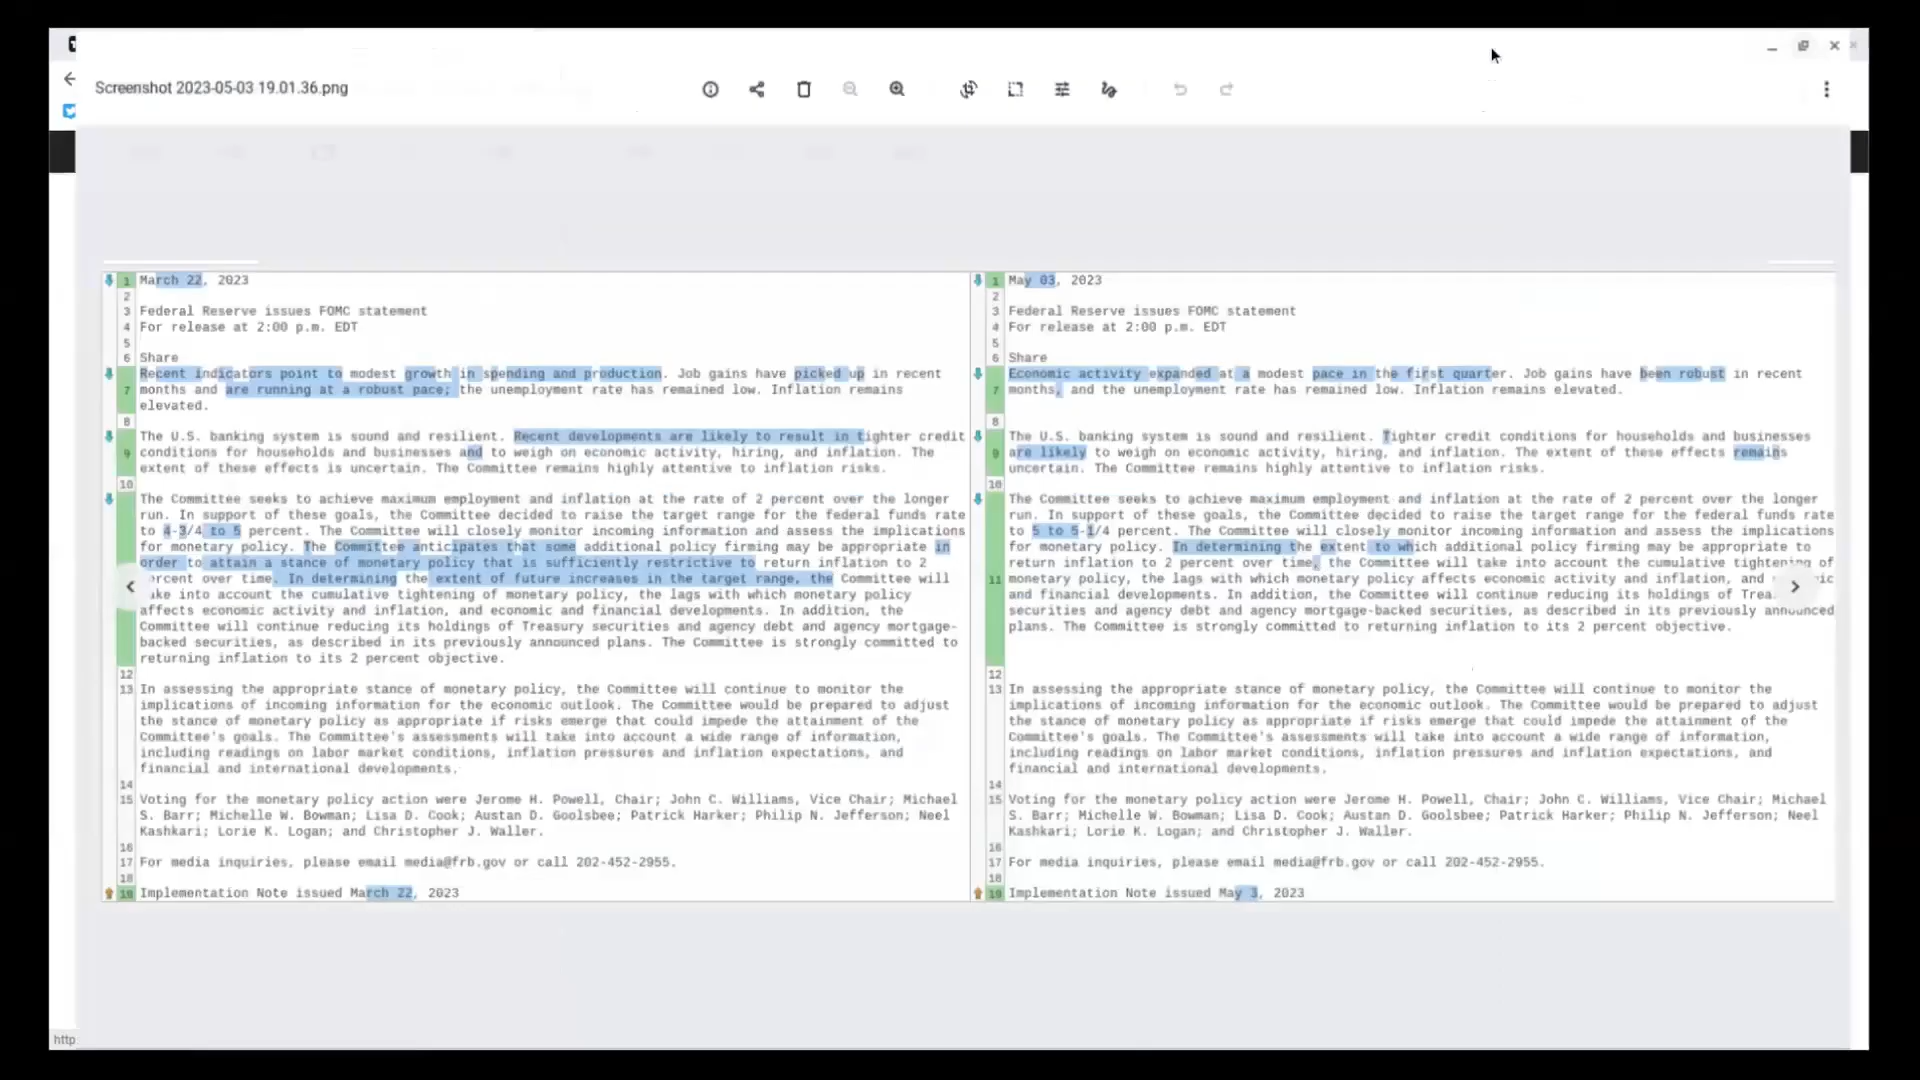 Screenshot 2023-05-03 19.01.36.png
1 March 22, 2023
2
3 Federal Reserve issues FOMC statement
4 For release at 2:00 p.m. EDT
5
6 Share
Recent indicators point to modest growth in spending and production. Job gains have picked up in recent
7 months and are running at a robust pace; the unemployment rate has remained low. Inflation remains
elevated.
8
The U.S. banking system is sound and resilient. Recent developments are likely to result in tighter credit
9 conditions for households and businesses and to weigh on economic activity, hiring, and inflation. The
extent of these effects is uncertain. The Committee remains highly attentive to inflation risks.
10
The Committee seeks to achieve maximum employment and inflation at the rate of 2 percent over the longer
run. In support of these goals, the Committee decided to raise the target range for the federal funds rate
to 4-3/4 to 5 percent. The Committee will closely monitor incoming information and assess the implications
for monetary policy. The Committee anticipates that some additional policy firming may be appropriate in
order to attain a stance of monetary policy that is sufficiently restrictive to return inflation to 2
ercent over time. In determining the extent of future increases in the target range, the Committee will
ke into account the cumulative tightening of monetary policy, the lags with which monetary policy
affects economic activity and inflation, and economic and financial developments. In addition, the
Committee will continue reducing its holdings of Treasury securities and agency debt and agency mortgage-
backed securities, as described in its previously announced plans. The Committee is strongly committed to
returning inflation to its 2 percent objective.
12
13 In assessing the appropriate stance of monetary policy, the Committee will continue to monitor the
implications of incoming information for the economic outlook. The Committee would be prepared to adjust
the stance of monetary policy as appropriate if risks emerge that could impede the attainment of the
Committee's goals. The Committee's assessments will take into account a wide range of information,
including readings on labor market conditions, inflation pressures and inflation expectations, and
financial and international developments.
14
15 Voting for the monetary policy action were Jerome H. Powell, Chair; John C. Williams, Vice Chair; Michael
S. Barr; Michelle W. Bowman; Lisa D. Cook; Austan D. Goolsbee; Patrick Harker; Philip N. Jefferson; Neel
Kashkari; Lorie K. Logan; and Christopher J. Waller.
16
17 For media inquiries, please email media@frb.gov or call 202-452-2955.
18
19 Implementation Note issued March 22, 2023
1 May 03, 2023
2
3 Federal Reserve issues FOMC statement
4 For release at 2:00 p.m. EDT
5
6 Share
Economic activity expanded at a modest pace in the first quarter. Job gains have been robust in recent
7 months, and the unemployment rate has remained low. Inflation remains elevated.
8
The U.S. banking system is sound and resilient. Tighter credit conditions for households and businesses
9 are likely to weigh on economic activity, hiring, and inflation. The extent of these effects remains
uncertain. The Committee remains highly attentive to inflation risks.
10
The Committee seeks to achieve maximum employment and inflation at the rate of 2 percent over the longer
run. In support of these goals, the Committee decided to raise the target range for the federal funds rate
to 5 to 5-1/4 percent. The Committee will closely monitor incoming information and assess the implications
for monetary policy. In determining the extent to which additional policy firming may be appropriate to
return inflation to 2 percent over time, the Committee will take into account the cumulative tightening of
11 monetary policy, the lags with which monetary policy affects economic activity and inflation, and ic
and financial developments. In addition, the Committee will continue reducing its holdings of Trea
securities and agency debt and agency mortgage-backed securities, as described in its previously announced
plans. The Committee is strongly committed to returning inflation to its 2 percent objective.
12
13 In assessing the appropriate stance of monetary policy, the Committee will continue to monitor the
implications of incoming information for the economic outlook. The Committee would be prepared to adjust
the stance of monetary policy as appropriate if risks emerge that could impede the attainment of the
Committee's goals. The Committee's assessments will take into account a wide range of information,
including readings on labor market conditions, inflation pressures and inflation expectations, and
financial and international developments.
14
15 Voting for the monetary policy action were Jerome H. Powell, Chair; John C. Williams, Vice Chair; Michael
S. Barr; Michelle W. Bowman; Lisa D. Cook; Austan D. Goolsbee; Patrick Harker; Philip N. Jefferson; Neel
Kashkari; Lorie K. Logan; and Christopher J. Waller.
16
17 For media inquiries, please email media@frb.gov or call 202-452-2955.
18
19 Implementation Note issued May 3, 2023
http